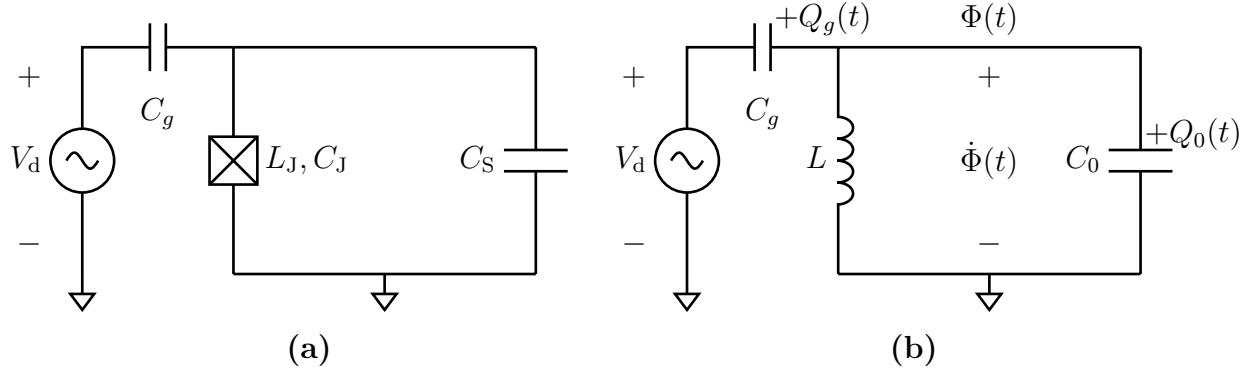 +
C_g
V_d
L_J, C_J
C_S
−
(a)
+Q_g(t)
Φ(t)
+
C_g
+
+Q_0(t)
V_d
L
Φ̇(t)
C_0
−
−
(b)